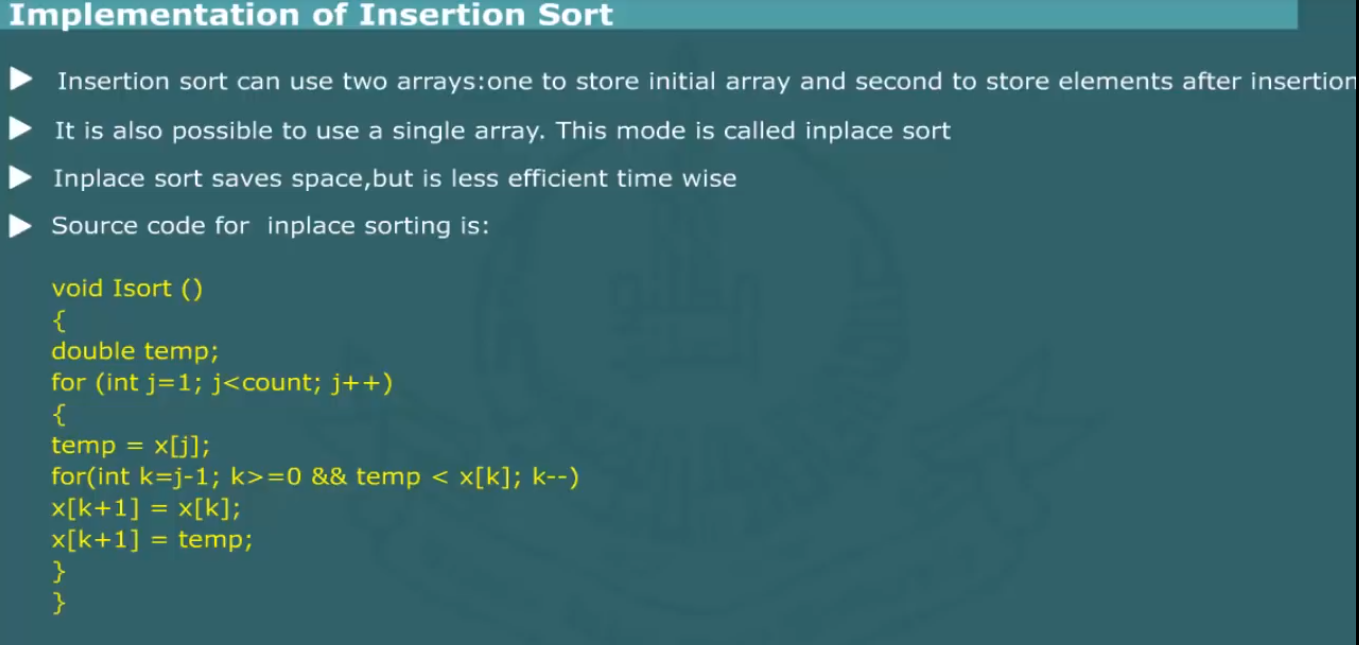 Implementation of Insertion Sort
Insertion sort can use two arrays:one to store initial array and second to store elements after insertion
It is also possible to use a single array. This mode is called inplace sort
Inplace sort saves space,but is less efficient time wise
Source code for  inplace sorting is:
void Isort ()
{
double temp;
for (int j=1; j<count; j++)
{
temp = x[j];
for(int k=j-1; k>=0 && temp < x[k]; k--)
x[k+1] = x[k];
x[k+1] = temp;
}
}